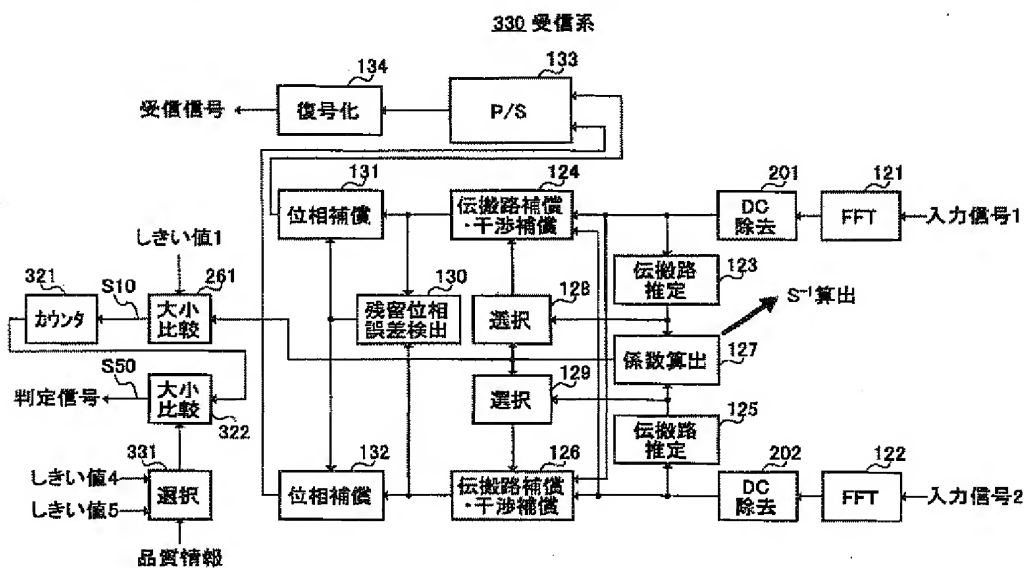 330 受信系
134
133
受信信号
復号化
P/S
131
124
201
121
位相補償
伝搬路補償
・干渉補償
DC
除去
FFT
入力信号1
しきい値1
123
321
S10
261
130
128
伝搬路
推定
S⁻¹算出
カウンタ
大小
比較
残留位相
誤差検出
選択
係数算出
127
S50
129
判定信号
大小
比較
322
選択
125
伝搬路
推定
331
132
126
202
122
しきい値4
しきい値5
選択
位相補償
伝搬路補償
・干渉補償
DC
除去
FFT
入力信号2
品質情報